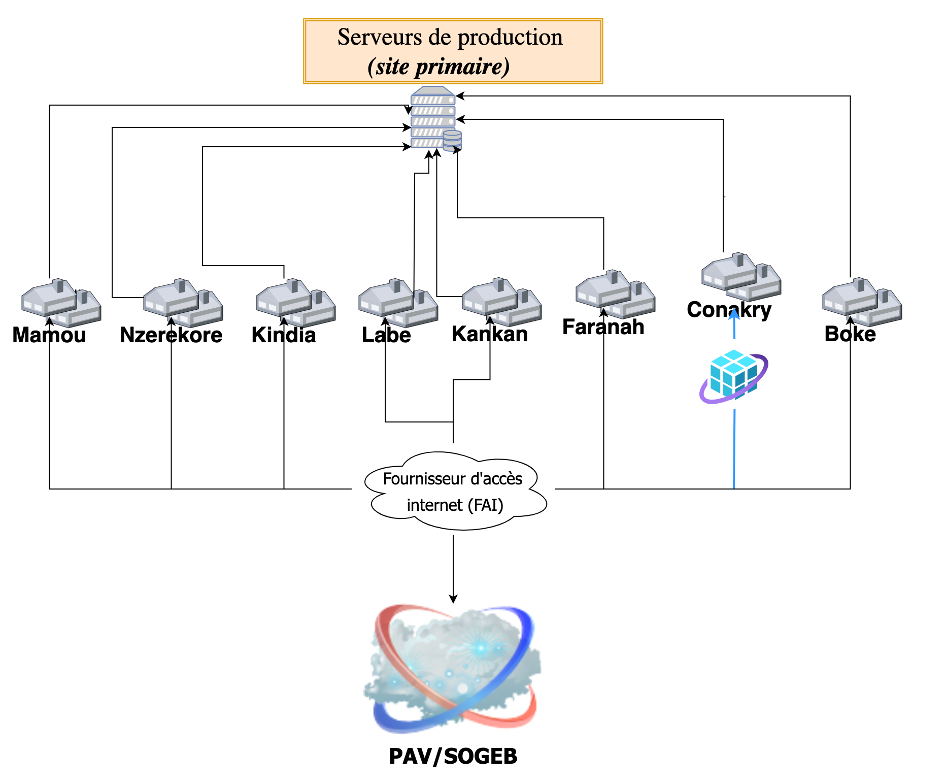 Serveurs de production
(site primaire)
Mamou
Nzerekore
Kindia
Labe
Kankan
Faranah
Conakry
Boke
Fournisseur d'accès
internet (FAI)
PAV/SOGEB